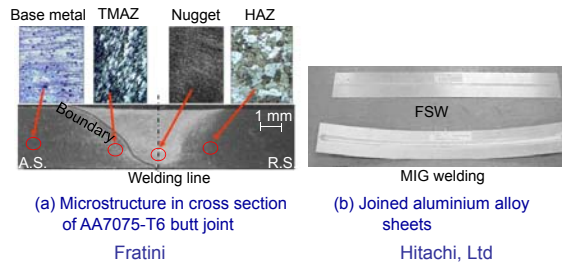 Base metal TMAZ Nugget HAZ
Boundary
1 mm
A.S. R.S.
Welding line
(a) Microstructure in cross section
of AA7075-T6 butt joint
Fratini
FSW
MIG welding
(b) Joined aluminium alloy
sheets
Hitachi, Ltd